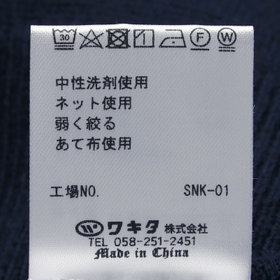 30
F W
中性洗剤使用
ネット使用
弱く絞る
あて布使用
工場NO. SNK-01
ワキタ株式会社
TEL 058-251-2451
Made in Japan